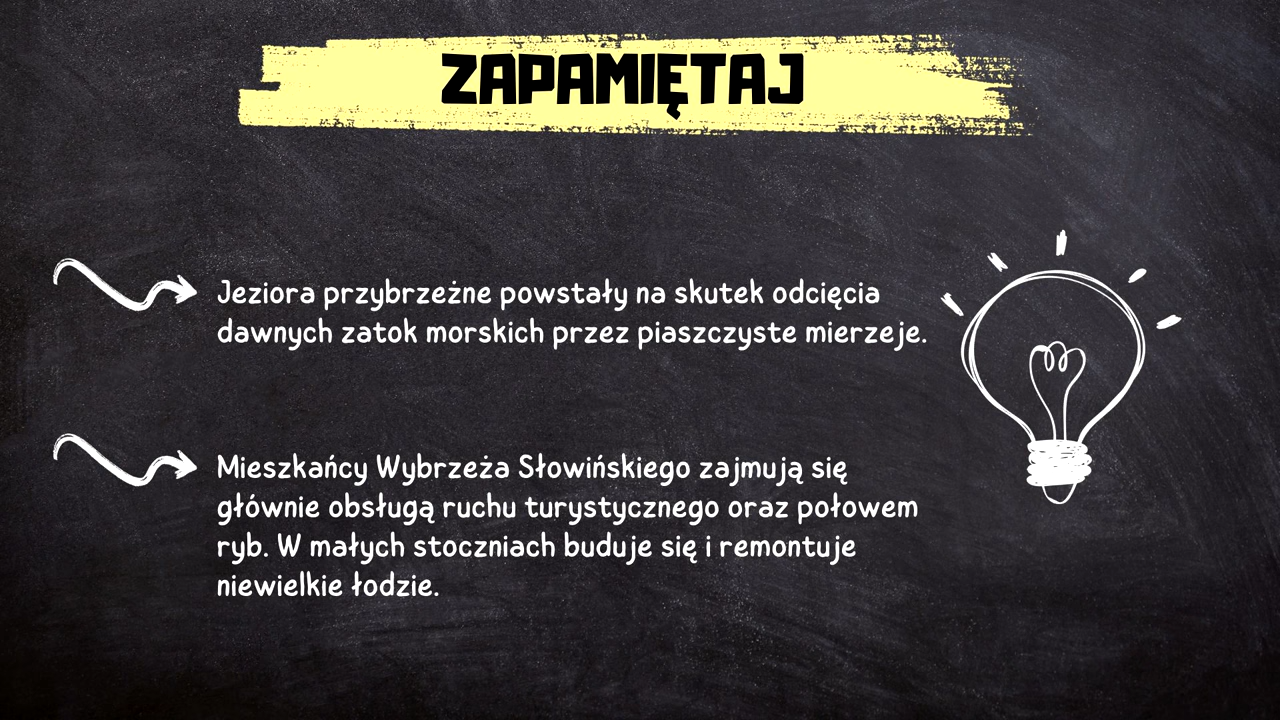 ZAPAMIĘTAJ
Jeziora przybrzeżne powstały na skutek odcięcia
dawnych zatok morskich przez piaszczyste mierzeje.
Mieszkańcy Wybrzeża Słowińskiego zajmują się
głównie obsługą ruchu turystycznego oraz połowem
ryb. W małych stoczniach buduje się i remontuje
niewielkie łodzie.